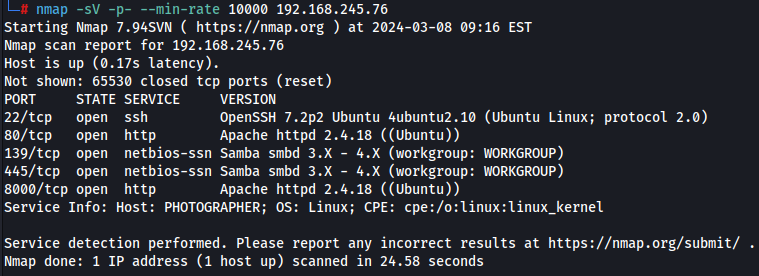 └─# nmap -sV -p- --min-rate 10000 192.168.245.76
Starting Nmap 7.94SVN ( https://nmap.org ) at 2024-03-08 09:16 EST
Nmap scan report for 192.168.245.76
Host is up (0.17s latency).
Not shown: 65530 closed tcp ports (reset)
PORT     STATE SERVICE     VERSION
22/tcp   open  ssh         OpenSSH 7.2p2 Ubuntu 4ubuntu2.10 (Ubuntu Linux; protocol 2.0)
80/tcp   open  http        Apache httpd 2.4.18 ((Ubuntu))
139/tcp  open  netbios-ssn Samba smbd 3.X - 4.X (workgroup: WORKGROUP)
445/tcp  open  netbios-ssn Samba smbd 3.X - 4.X (workgroup: WORKGROUP)
8000/tcp open  http        Apache httpd 2.4.18 ((Ubuntu))
Service Info: Host: PHOTOGRAPHER; OS: Linux; CPE: cpe:/o:linux:linux_kernel

Service detection performed. Please report any incorrect results at https://nmap.org/submit/ .
Nmap done: 1 IP address (1 host up) scanned in 24.58 seconds